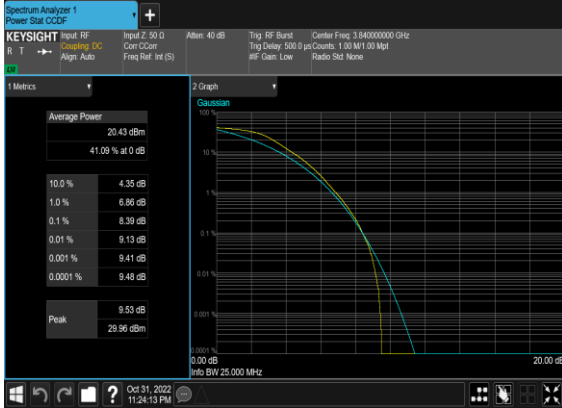 Spectrum Analyzer 1
Power Stat CCDF
KEYSIGHT
R T
Input: RF
Coupling: DC
Align: Auto
Input Z: 50 Ω
Corr CCorr
Freq Ref: Int (S)
Atten: 40 dB
Trig: RF Burst
Trig Delay: 500.0 µs
#IF Gain: Low
Center Freq: 3.840000000 GHz
Counts: 1.00 M/1.00 Mpt
Radio Std: None
1 Metrics
Average Power
20.43 dBm
41.09 % at 0 dB
10.0 % 4.35 dB
1.0 % 6.86 dB
0.1 % 8.39 dB
0.01 % 9.13 dB
0.001 % 9.41 dB
0.0001 % 9.48 dB
Peak
9.53 dB
29.96 dBm
2 Graph
Gaussian
100 %
10 %
1 %
0.1 %
0.01 %
0.001 %
0.0001 %
0.00 dB
20.00 dB
Info BW 25.000 MHz
?
Oct 31, 2022
11:24:13 PM